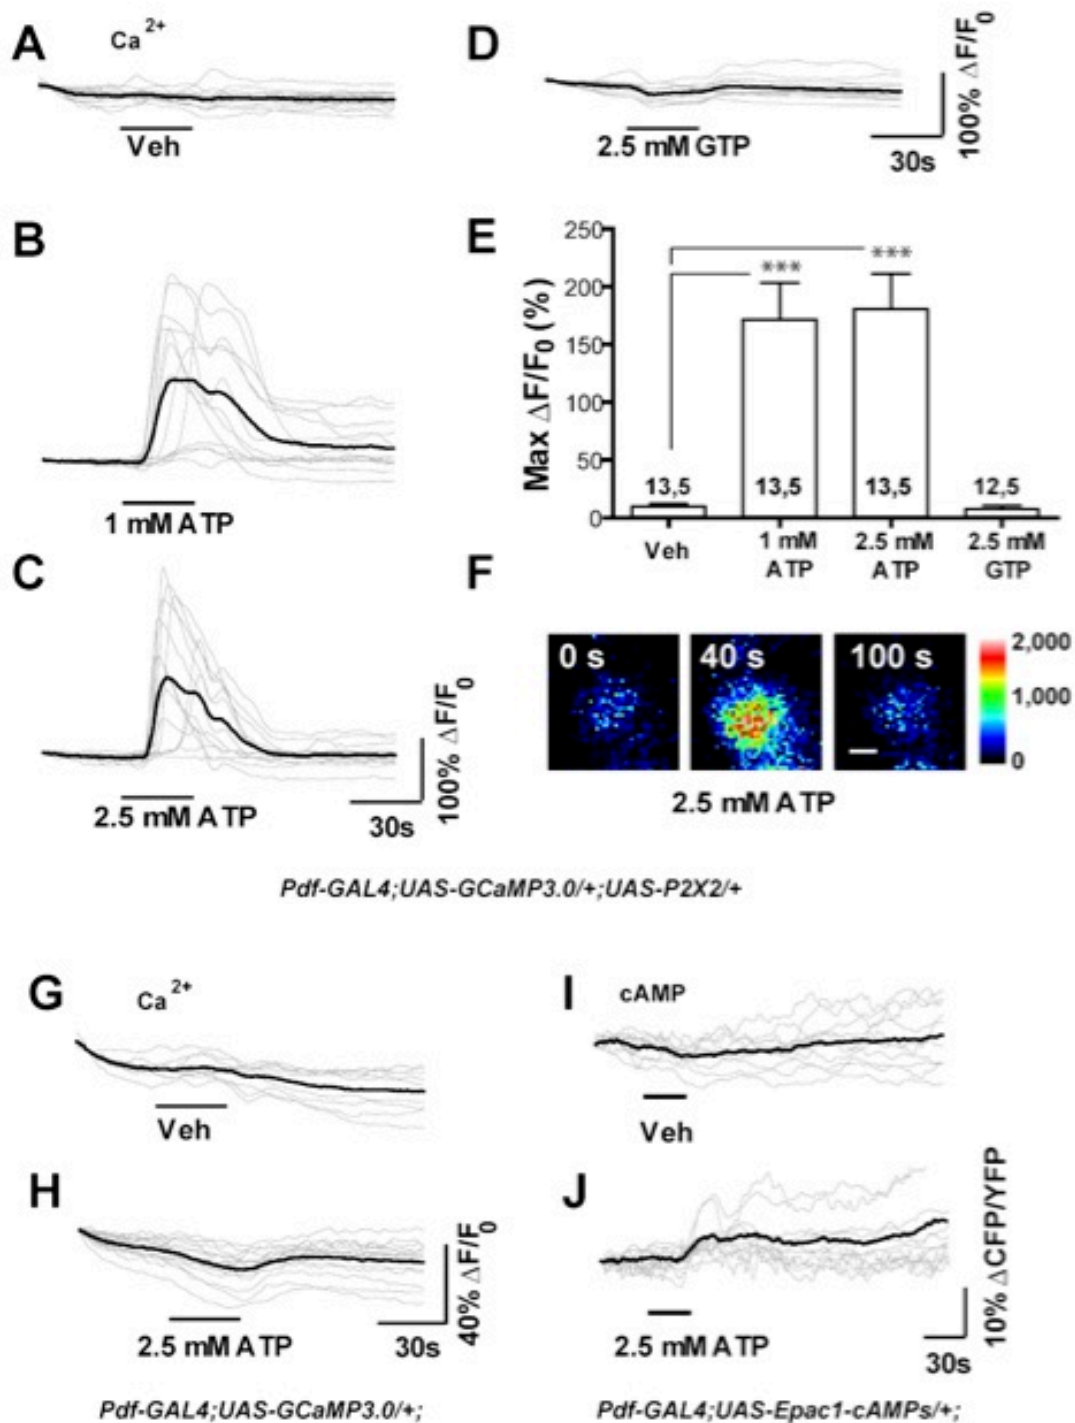 A
Ca 2+
Veh
D
2.5 mM GTP
100% ΔF/F0
30s
B
1 mM ATP
C
2.5 mM ATP
100% ΔF/F0
30s
E
Max ΔF/F0 (%)
250
200
150
100
50
0
***
***
13,5
13,5
13,5
12,5
Veh
1 mM ATP
2.5 mM ATP
2.5 mM GTP
F
0 s
40 s
100 s
2,000
1,000
0
2.5 mM ATP
Pdf-GAL4;UAS-GCaMP3.0/+;UAS-P2X2/+
G
Ca 2+
Veh
I
cAMP
Veh
H
2.5 mM ATP
40% ΔF/F0
30s
J
2.5 mM ATP
10% ΔCFP/YFP
30s
Pdf-GAL4;UAS-GCaMP3.0/+;
Pdf-GAL4;UAS-Epac1-cAMPs/+;